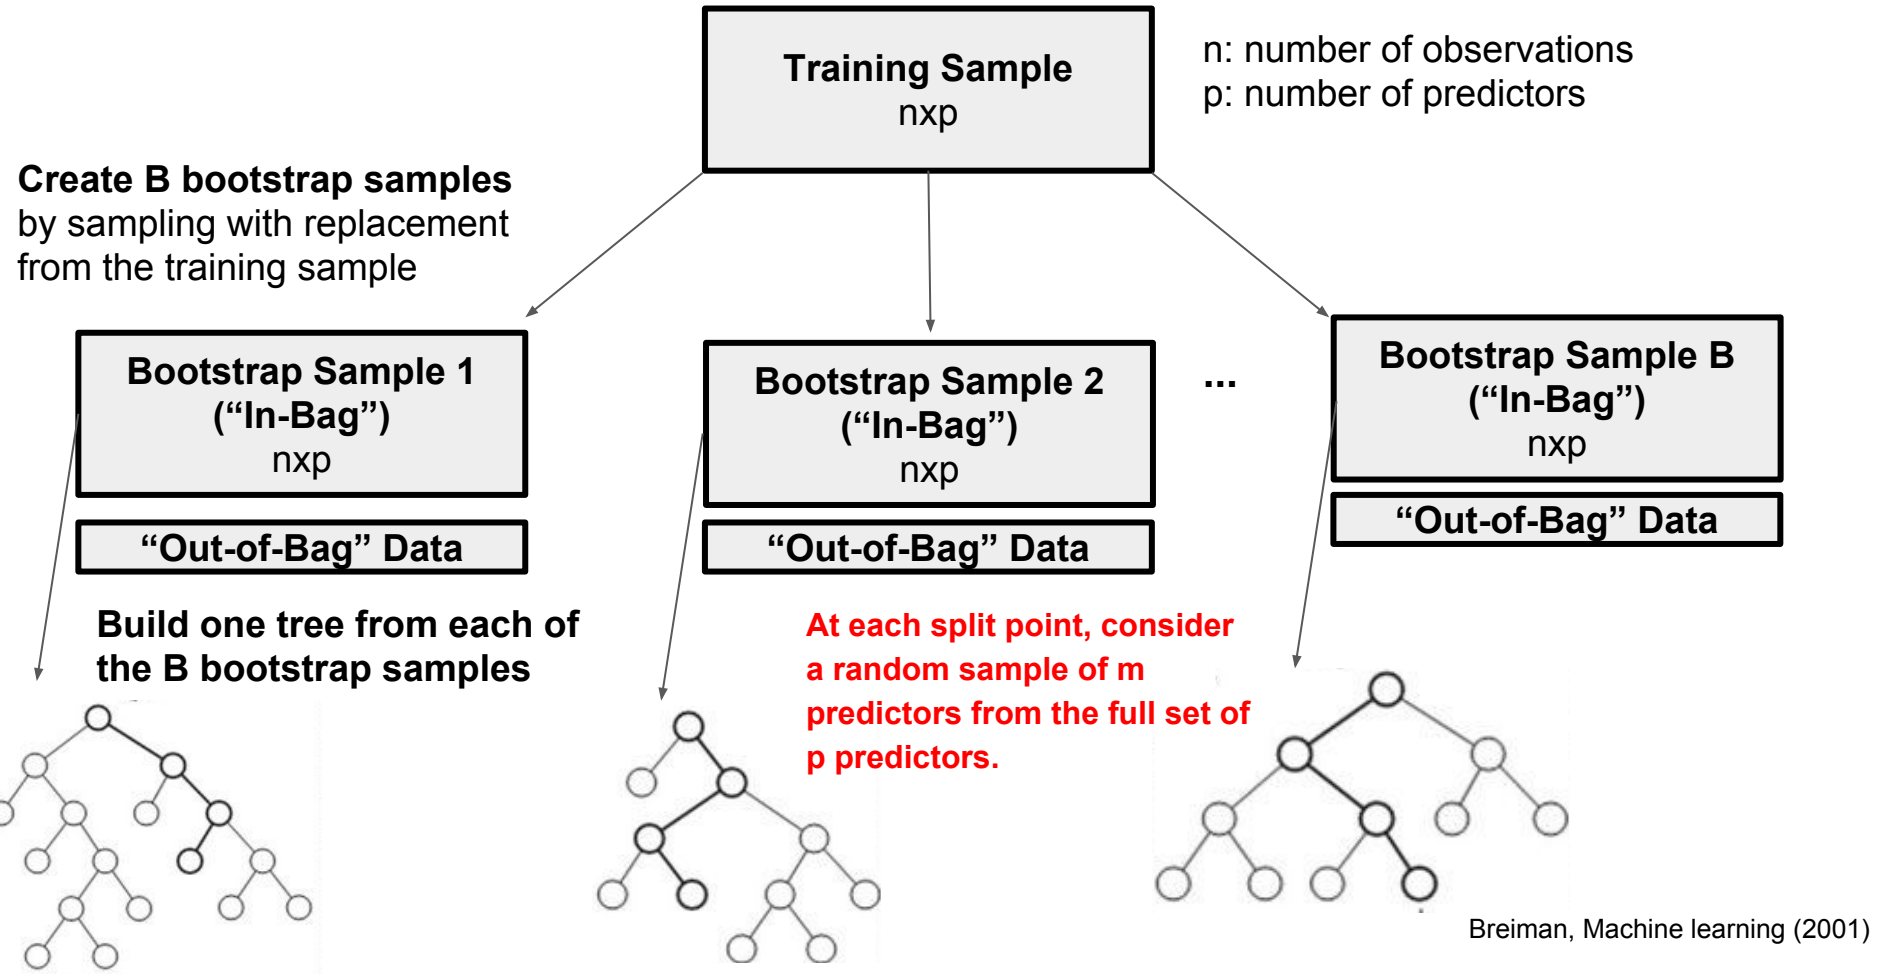 Training Sample
nxp
n: number of observations
p: number of predictors
Create B bootstrap samples
by sampling with replacement
from the training sample
Bootstrap Sample 1
(“In-Bag”)
nxp
“Out-of-Bag” Data
Bootstrap Sample 2
(“In-Bag”)
nxp
“Out-of-Bag” Data
...
Bootstrap Sample B
(“In-Bag”)
nxp
“Out-of-Bag” Data
Build one tree from each of
the B bootstrap samples
At each split point, consider
a random sample of m
predictors from the full set of
p predictors.
Breiman, Machine learning (2001)